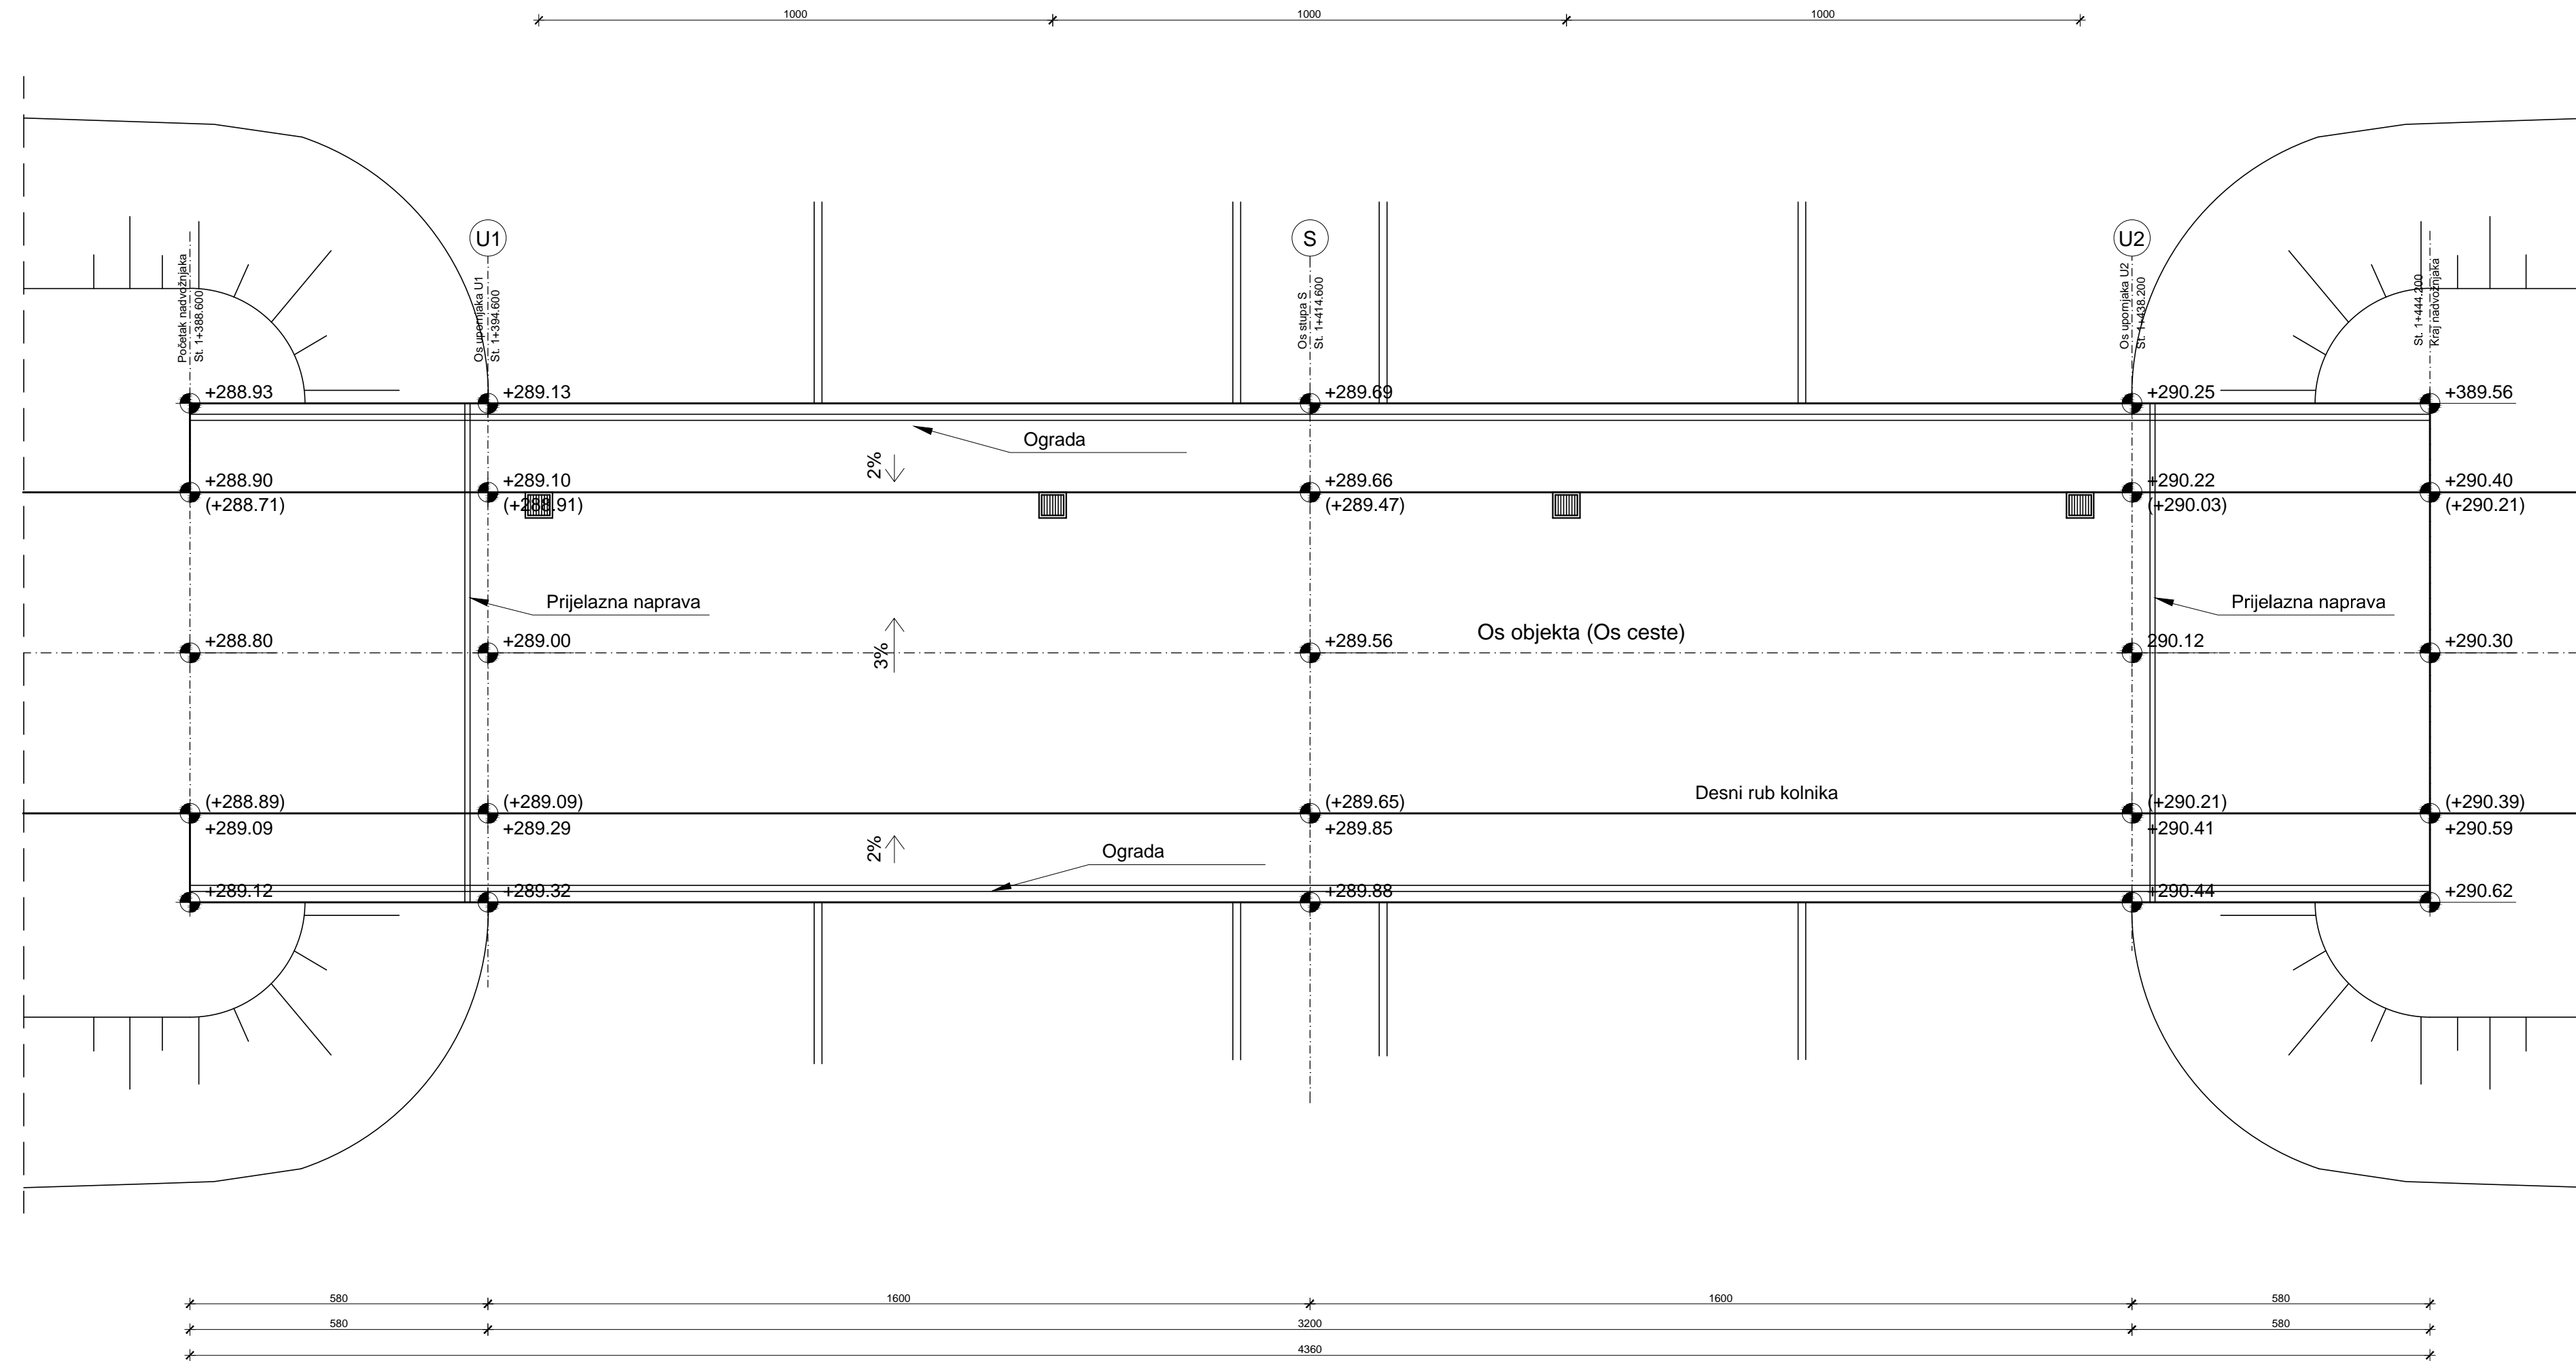 1000 1000 1000
U1 S U2
Početak nadvožnjaka
St. 1+388.600
Os upornjaka U1
St. 1+394.600
Os stupa S
St. 1+414.600
Os upornjaka U2
St. 1+438.200
St. 1+444.200
Kraj nadvožnjaka
+288.93 +289.13 +289.69 +290.25 +389.56
Ograda
2%
+288.90 +289.10 +289.66 +290.22 +290.40
(+288.71) (+288.91) (+289.47) (+290.03) (+290.21)
Prijelazna naprava Prijelazna naprava
Os objekta (Os ceste)
3%
+288.80 +289.00 +289.56 290.12 +290.30
Desni rub kolnika
(+288.89) (+289.09) (+289.65) (+290.21) (+290.39)
+289.09 +289.29 +289.85 +290.41 +290.59
2%
Ograda
+289.12 +289.32 +289.88 +290.44 +290.62
580 1600 1600 580
580 3200 580
4360